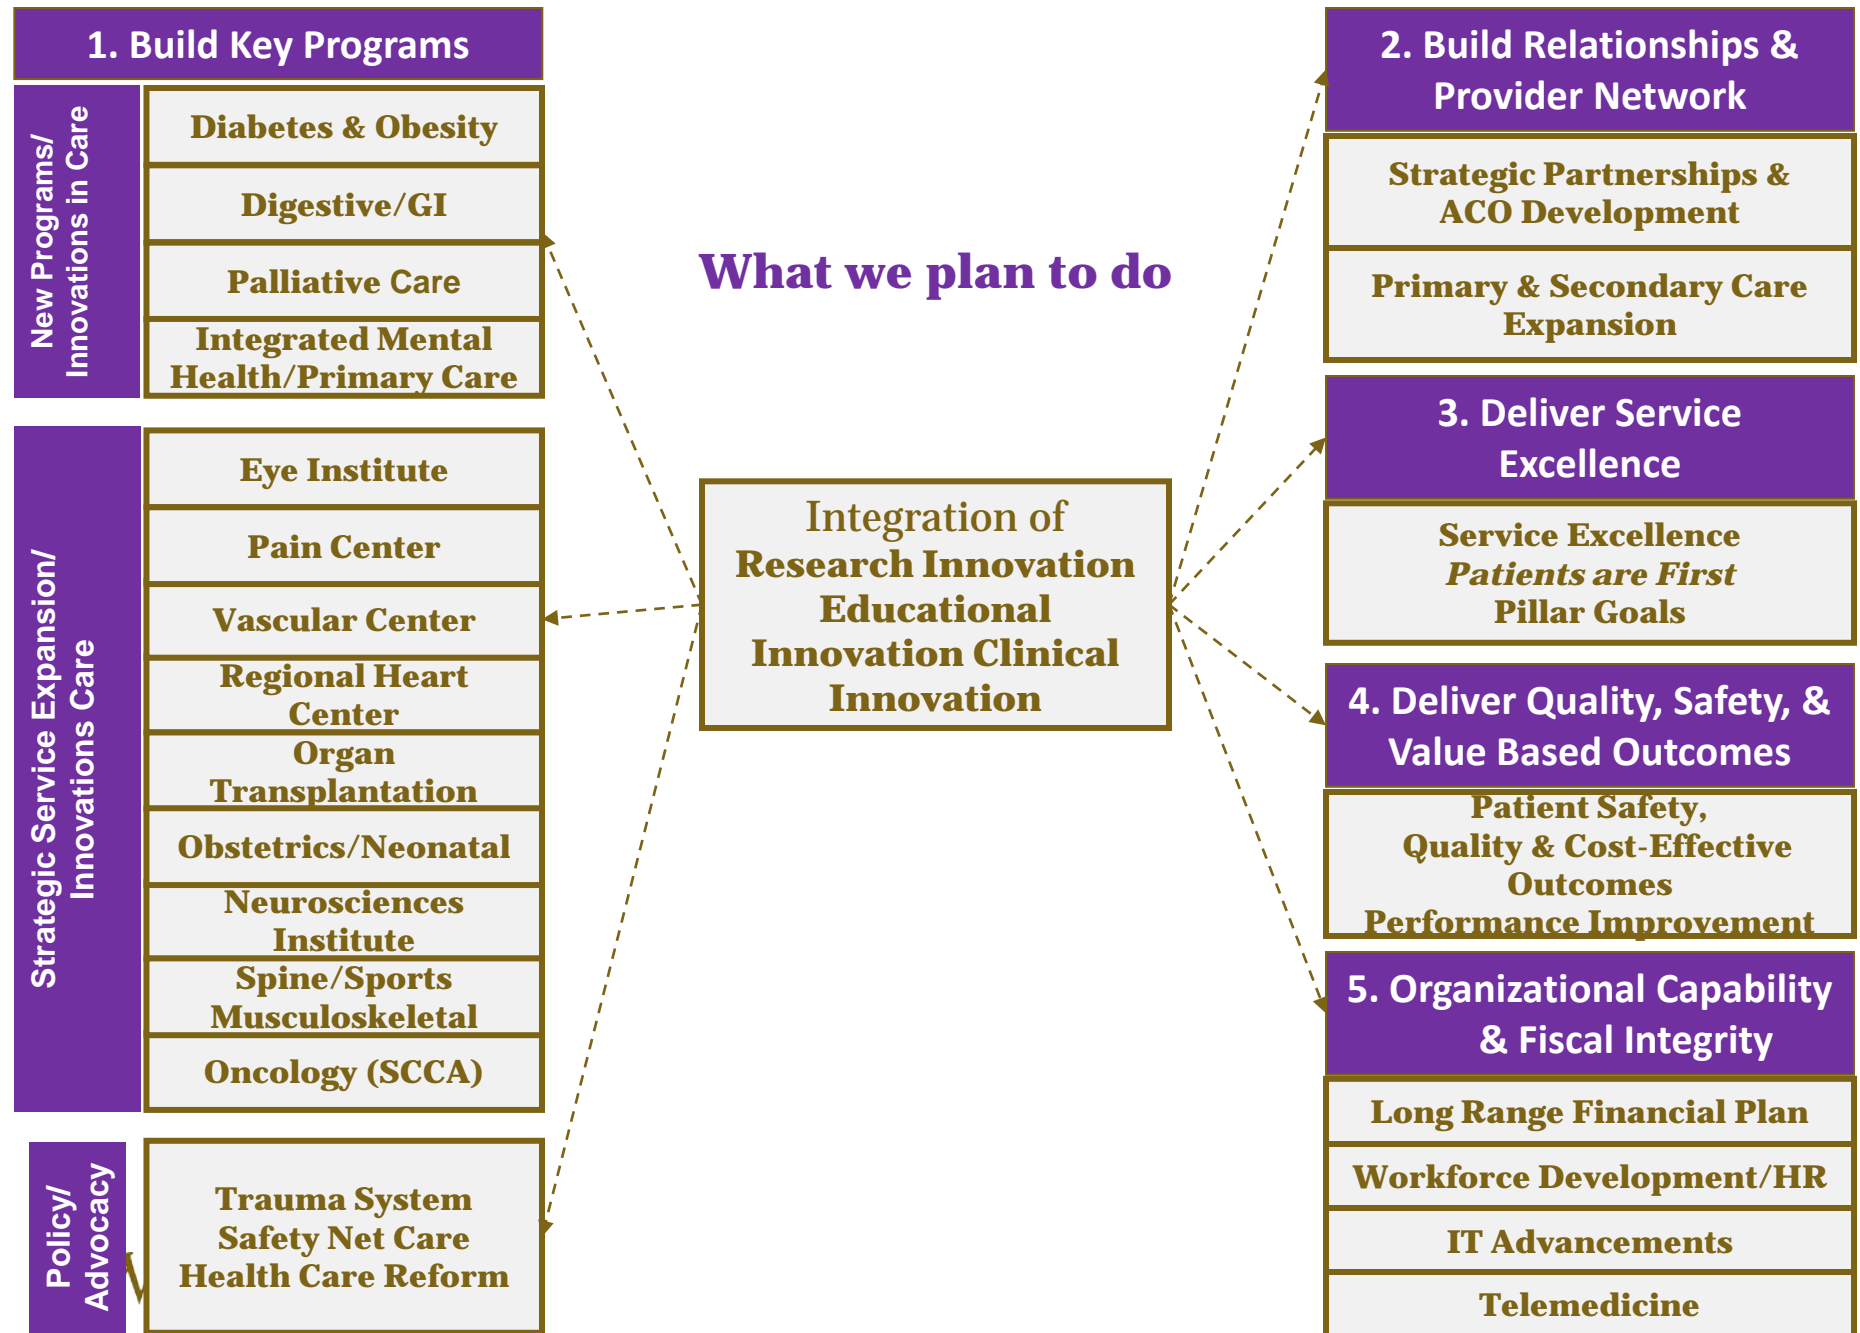 1. Build Key Programs
New Programs/
Innovations in Care
Diabetes & Obesity
Digestive/GI
Palliative Care
Integrated Mental
Health/Primary Care
Strategic Service Expansion/
Innovations Care
Eye Institute
Pain Center
Vascular Center
Regional Heart
Center
Organ
Transplantation
Obstetrics/Neonatal
Neurosciences
Institute
Spine/Sports
Musculoskeletal
Oncology (SCCA)
Policy/
Advocacy
Trauma System
Safety Net Care
Health Care Reform
What we plan to do
Integration of
Research Innovation
Educational
Innovation Clinical
Innovation
2. Build Relationships &
Provider Network
Strategic Partnerships &
ACO Development
Primary & Secondary Care
Expansion
3. Deliver Service
Excellence
Service Excellence
Patients are First
Pillar Goals
4. Deliver Quality, Safety, &
Value Based Outcomes
Patient Safety,
Quality & Cost-Effective
Outcomes
Performance Improvement
5. Organizational Capability
& Fiscal Integrity
Long Range Financial Plan
Workforce Development/HR
IT Advancements
Telemedicine